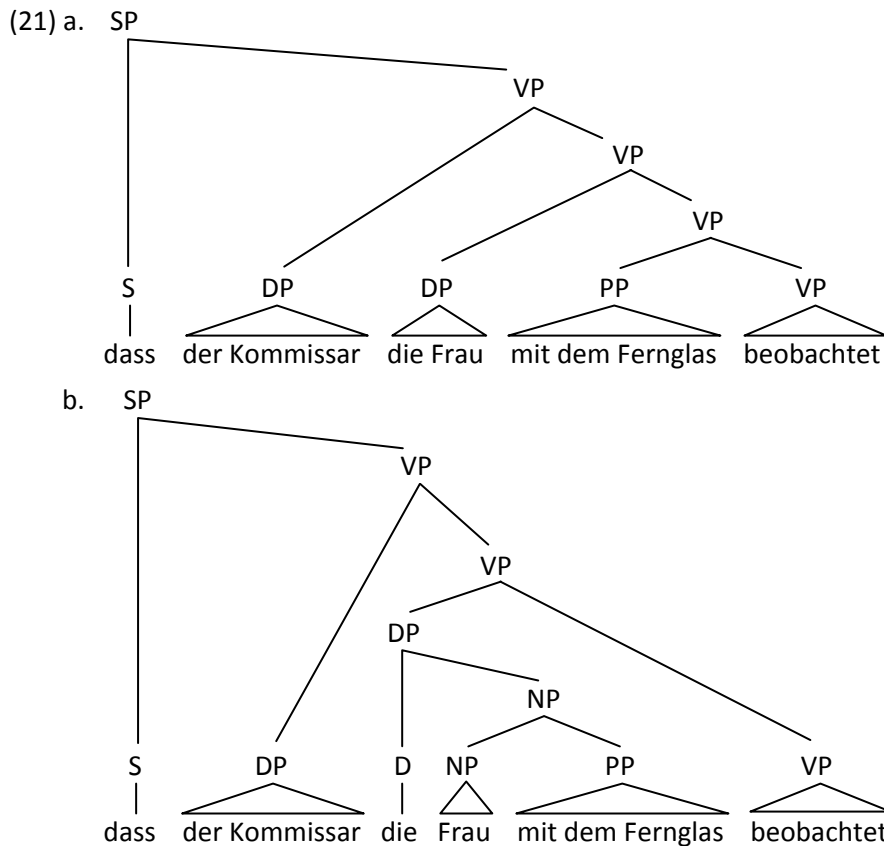 (21) a. SP
VP
VP
VP
S DP DP PP VP
dass der Kommissar die Frau mit dem Fernglas beobachtet
b. SP
VP
VP
DP
NP
S DP D NP PP VP
dass der Kommissar die Frau mit dem Fernglas beobachtet